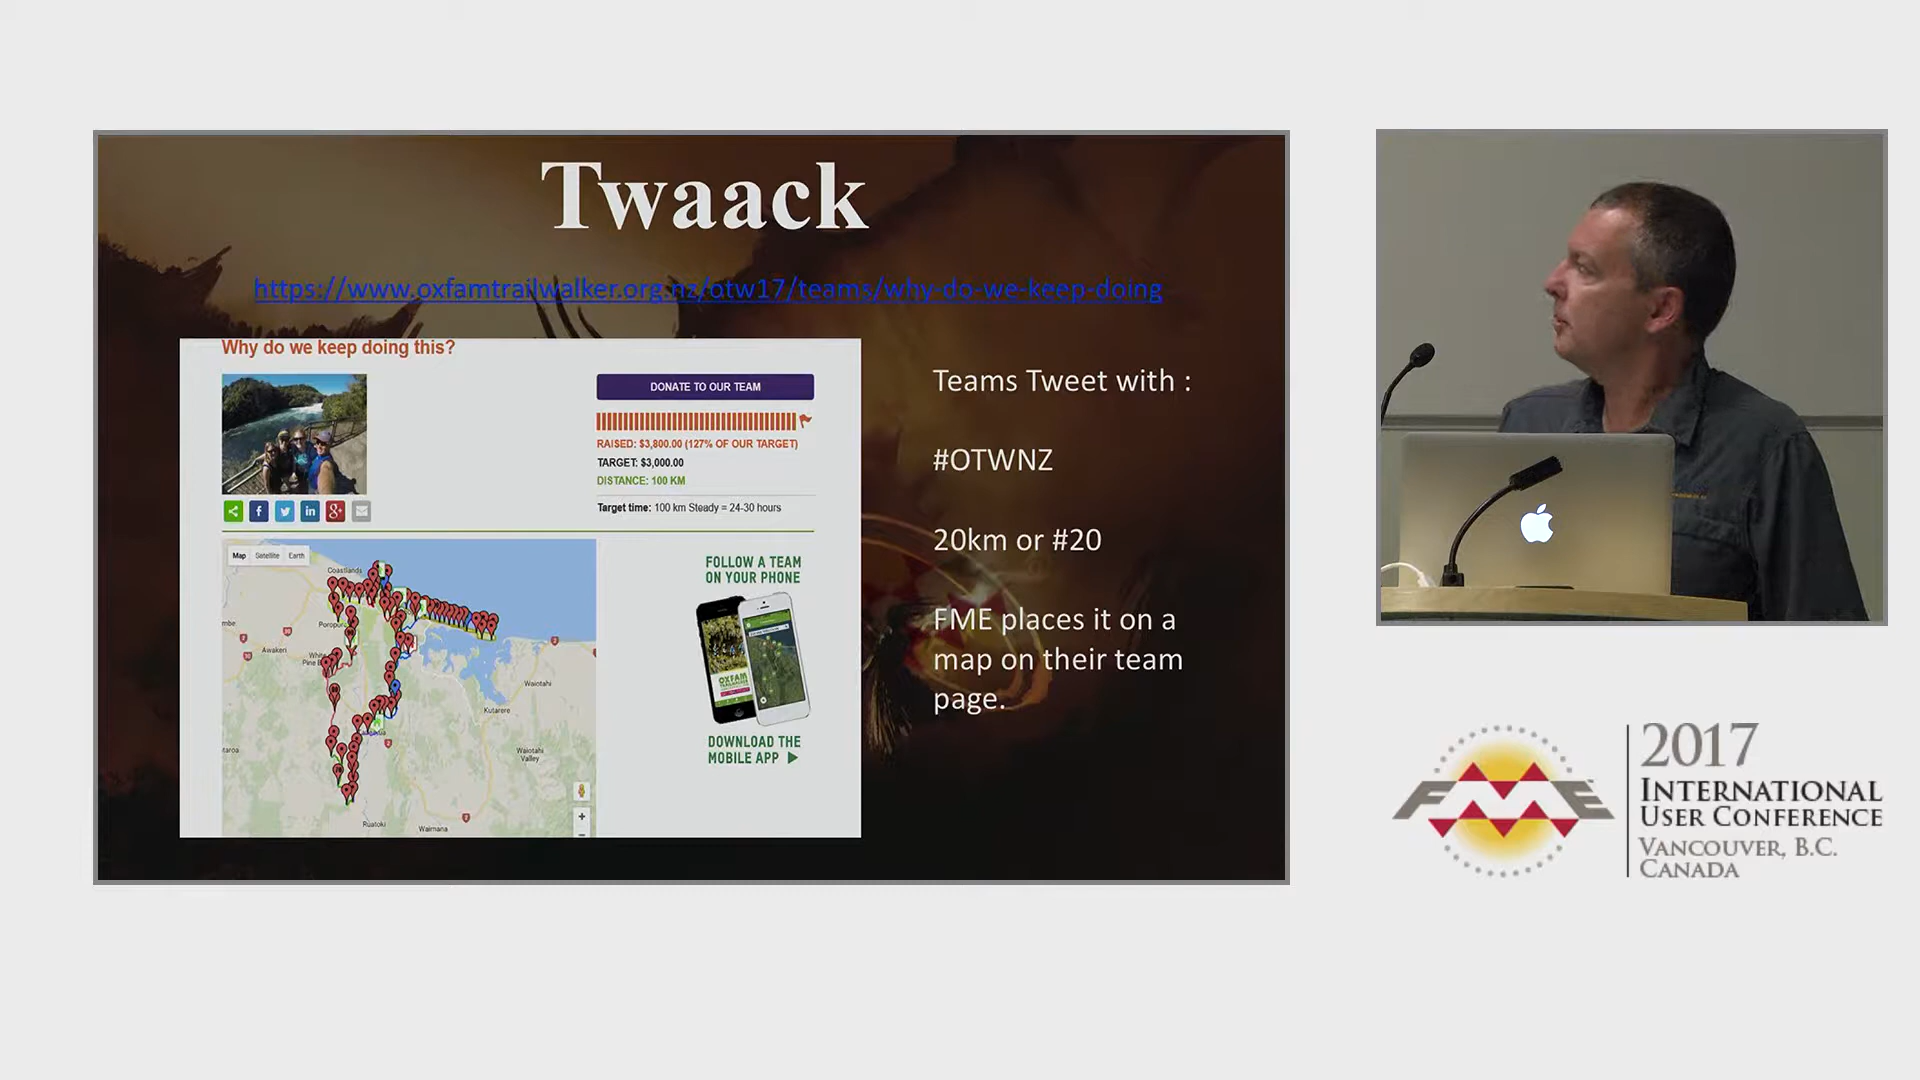 Twaack
https://www.oxfamtrailwalker.org.nz/otw17/teams/why-do-we-keep-doing
Why do we keep doing this?
DONATE TO OUR TEAM
RAISED: $3,800.00 (127% OF OUR TARGET)
TARGET: $3,000.00
DISTANCE: 100 KM
Target time: 100 km Steady = 24-30 hours
Map Satellite Earth
Coastlands
Awakeri
Waiotahi
Kutarere
Waiotahi
Valley
Ruatoki
Waimana
FOLLOW A TEAM
ON YOUR PHONE
OXFAM
DOWNLOAD THE
MOBILE APP
Teams Tweet with :
#OTWNZ
20km or #20
FME places it on a
map on their team
page.
FME
2017
INTERNATIONAL
USER CONFERENCE
VANCOUVER, B.C.
CANADA